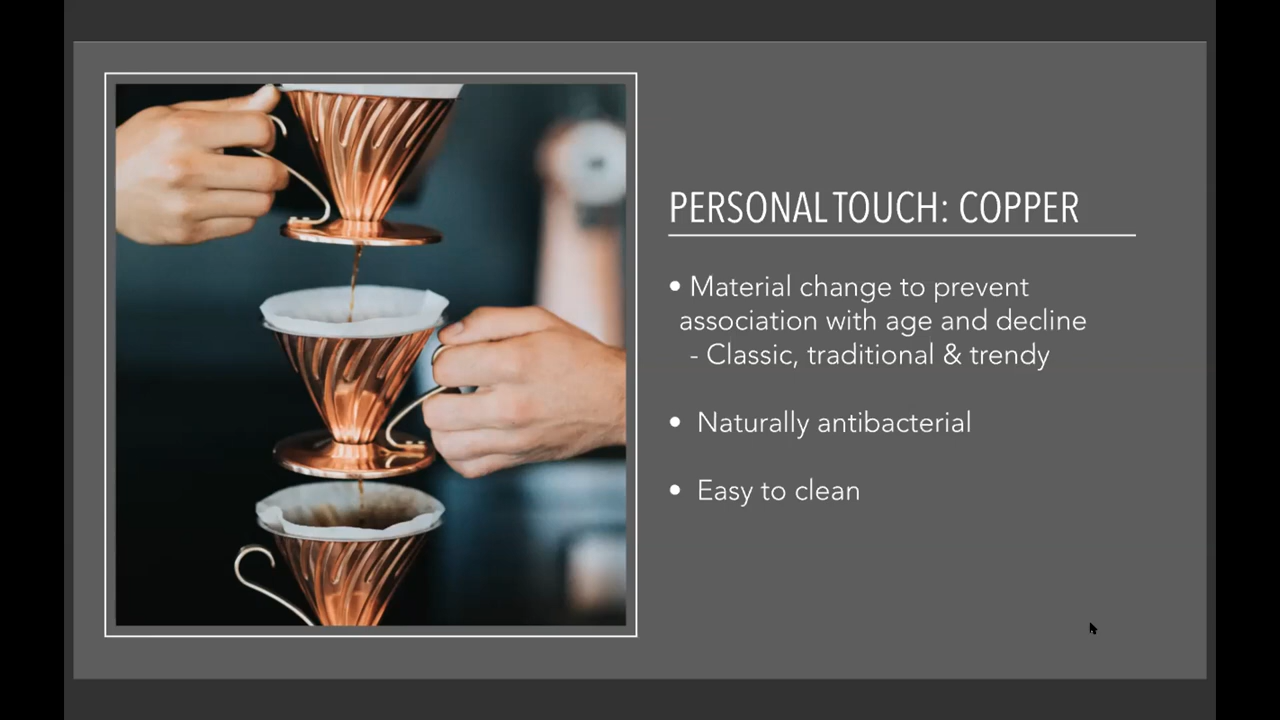 PERSONAL TOUCH: COPPER
• Material change to prevent
association with age and decline
- Classic, traditional & trendy
• Naturally antibacterial
• Easy to clean